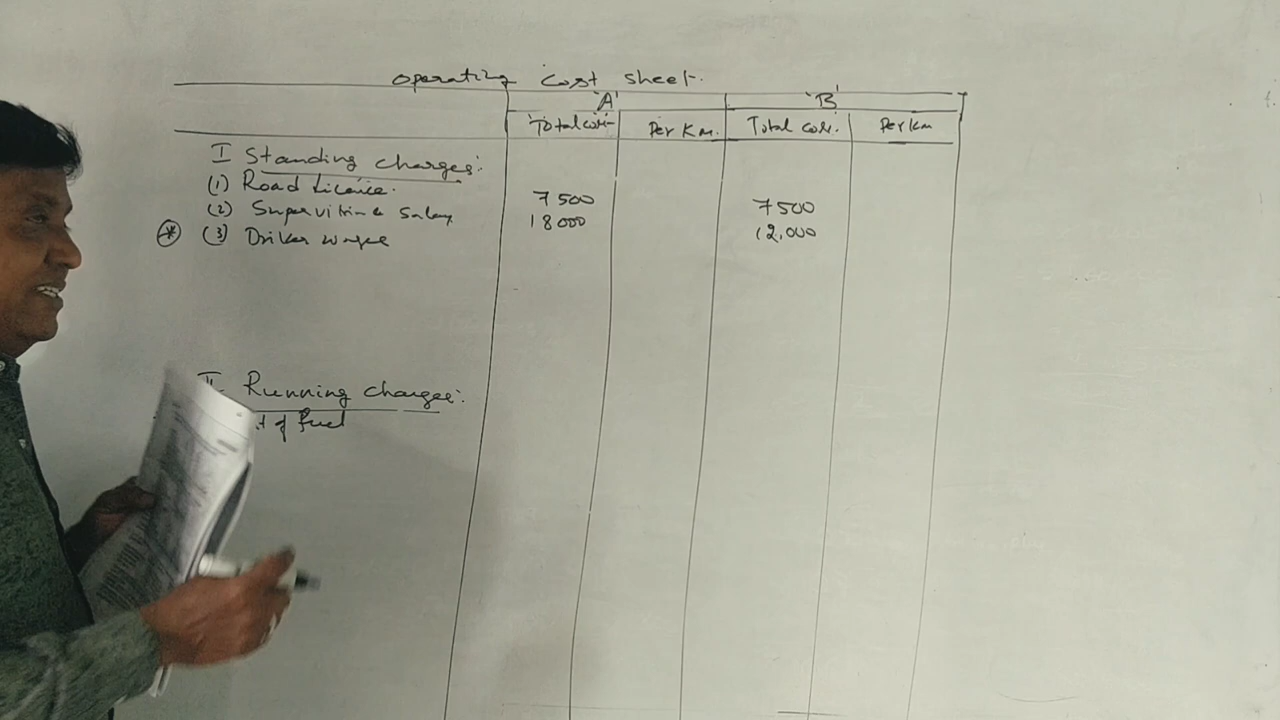 operating cost sheet.
'A' 'B'
Total cost Per Km. Total cost. Per km
I Standing charges:
(1) Road Licence. 7500 7500
(2) Supervision & Salary 18000 12,000
(3) Driver wages
II Running charges:
of fuel